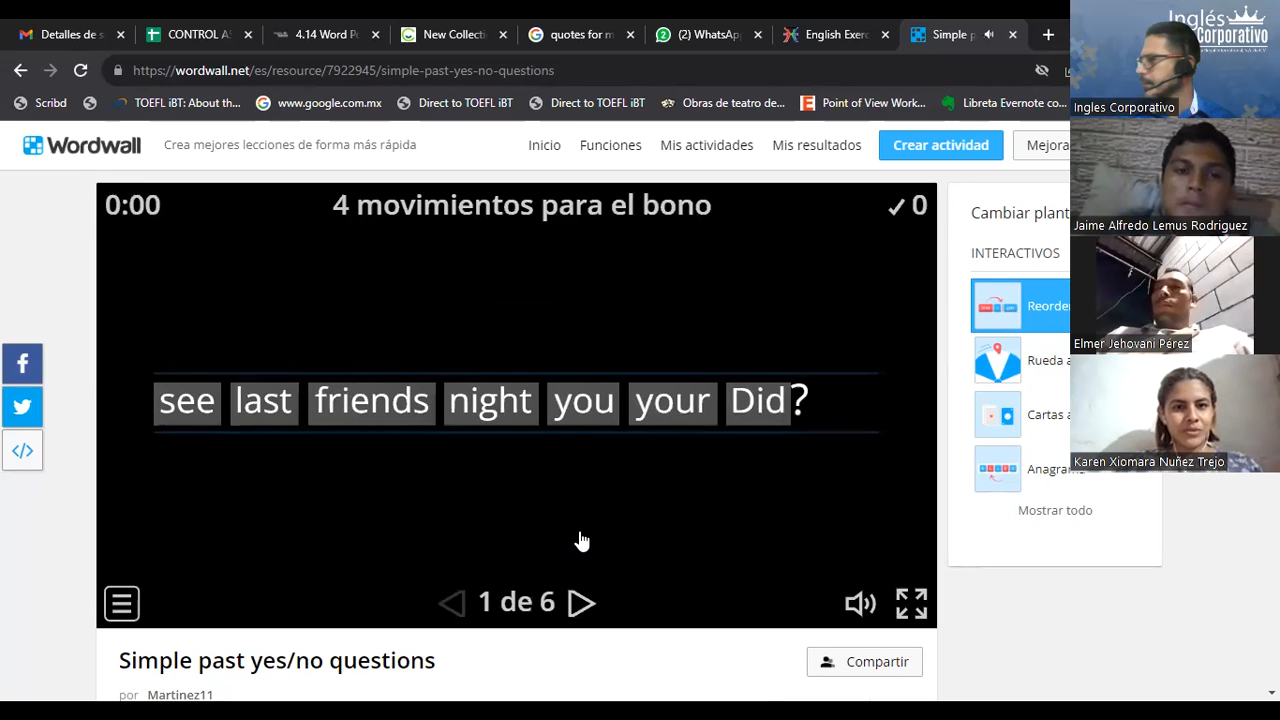 Detalles de s
CONTROL AS
4.14 Word P
New Collecti
quotes for m
(2) WhatsApp
English Exerc
Simple p
https://wordwall.net/es/resource/7922945/simple-past-yes-no-questions
Scribd
TOEFL iBT: About th...
www.google.com.mx
Direct to TOEFL iBT
Direct to TOEFL iBT
Obras de teatro de...
Point of View Work...
Libreta Evernote co...
Wordwall
Crea mejores lecciones de forma más rápida
Inicio
Funciones
Mis actividades
Mis resultados
Crear actividad
Mejora
0:00
4 movimientos para el bono
✓ 0
see last friends night you your Did?
1 de 6
Simple past yes/no questions
Compartir
por Martinez11
Cambiar plant
INTERACTIVOS
Reorde
Rueda a
Cartas a
Anagra
Mostrar todo
Inglés
Corporativo
Ingles Corporativo
Jaime Alfredo Lemus Rodriguez
Elmer Jehovani Pérez
Karen Xiomara Nuñez Trejo